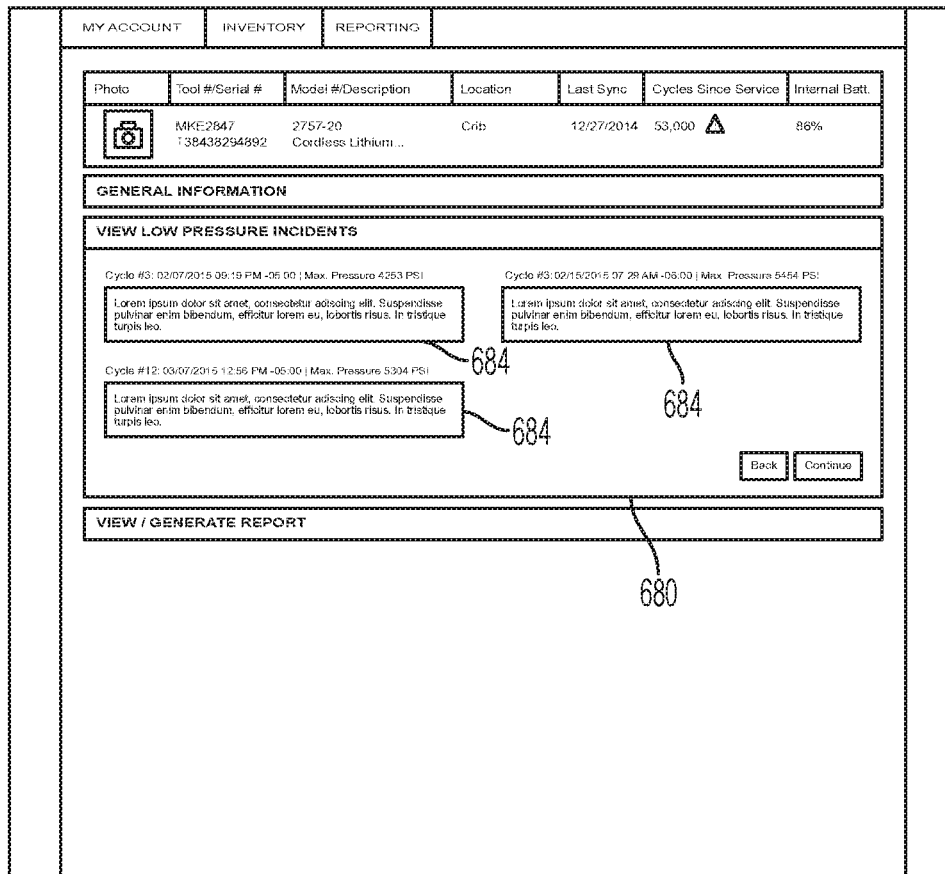 MY ACCOUNT INVENTORY REPORTING
Photo Tool #/Serial # Model #/Description Location Last Sync Cycles Since Service Internal Batt.
MKE2847 2757-20 Crib 12/27/2014 53,000 86%
T38438294892 Cordless Lithium...
GENERAL INFORMATION
VIEW LOW PRESSURE INCIDENTS
Cycle #3: 02/07/2015 09:19 PM -05:00 | Max. Pressure 4253 PSI
Lorem ipsum dolor sit amet, consectetur adiscing elit. Suspendisse
pulvinar enim bibendum, efficitur lorem eu, lobortis risus. In tristique
turpis leo.
684
Cycle #3:02/15/2015 07:29 AM -06:00 | Max. Pressure 5454 PSI
Lorem ipsum dolor sit amet, consectetur adiscing elit. Suspendisse
pulvinar enim bibendum, efficitur lorem eu, lobortis risus. In tristique
turpis leo.
684
Cycle #12: 03/07/2015 12:56 PM -05:00 | Max. Pressure 5304 PSI
Lorem ipsum dolor sit amet, consectetur adiscing elit. Suspendisse
pulvinar enim bibendum, efficitur lorem eu, lobortis risus. In tristique
turpis leo.
684
Back Continue
VIEW / GENERATE REPORT
680